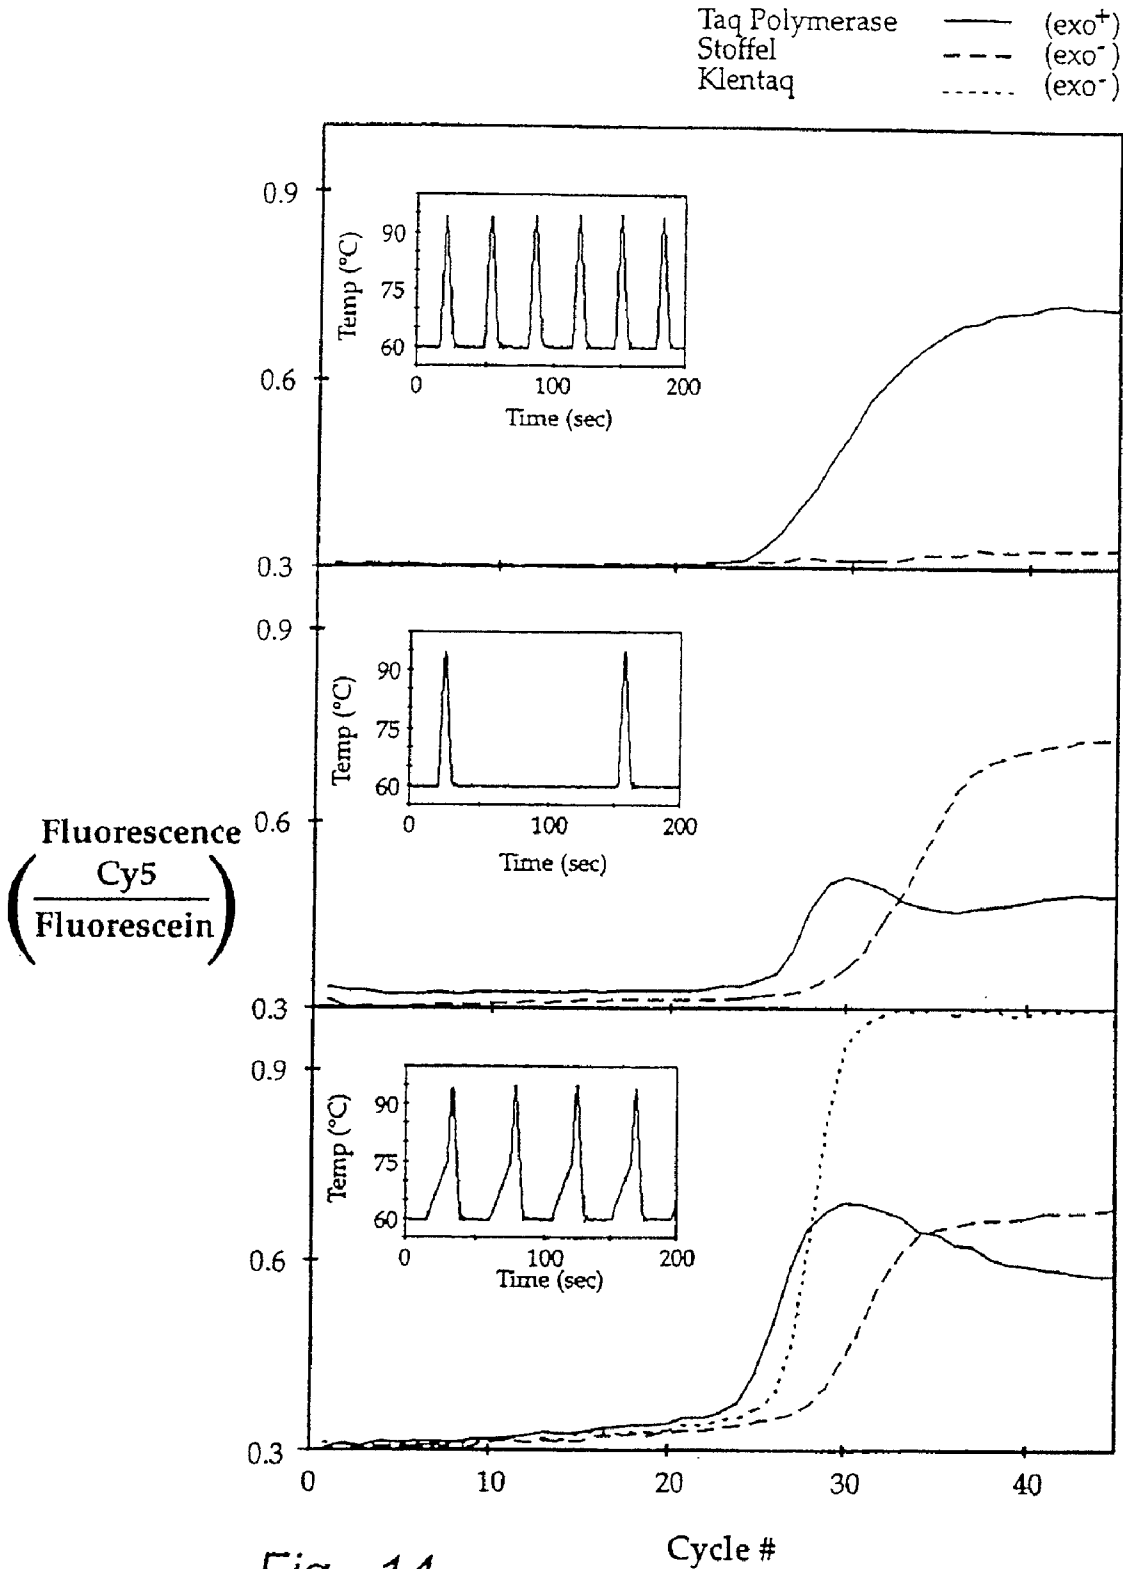 Taq Polymerase (exo+)
Stoffel (exo-)
Klentaq (exo-)
0.9
Temp (°C)
90
75
60
0 100 200
Time (sec)
0.6
0.3
0.9
Temp (°C)
90
75
60
0 100 200
Time (sec)
0.6
Fluorescence
Cy5
Fluorescein
0.3
0.9
Temp (°C)
90
75
60
0 100 200
Time (sec)
0.6
0.3
0 10 20 30 40
Cycle #
Fig. 14